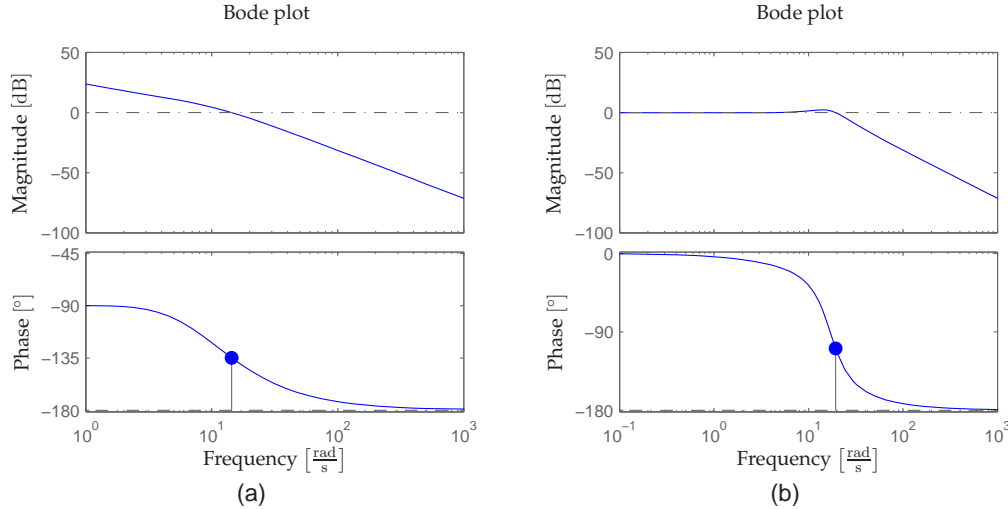 Bode plot
50
0
−50
−100
Magnitude [dB]
−45
−90
−135
−180
Phase [°]
10^0 10^1 10^2 10^3
Frequency [rad/s]
(a)
Bode plot
50
0
−50
−100
Magnitude [dB]
0
−90
−180
Phase [°]
10^−1 10^0 10^1 10^2 10^3
Frequency [rad/s]
(b)